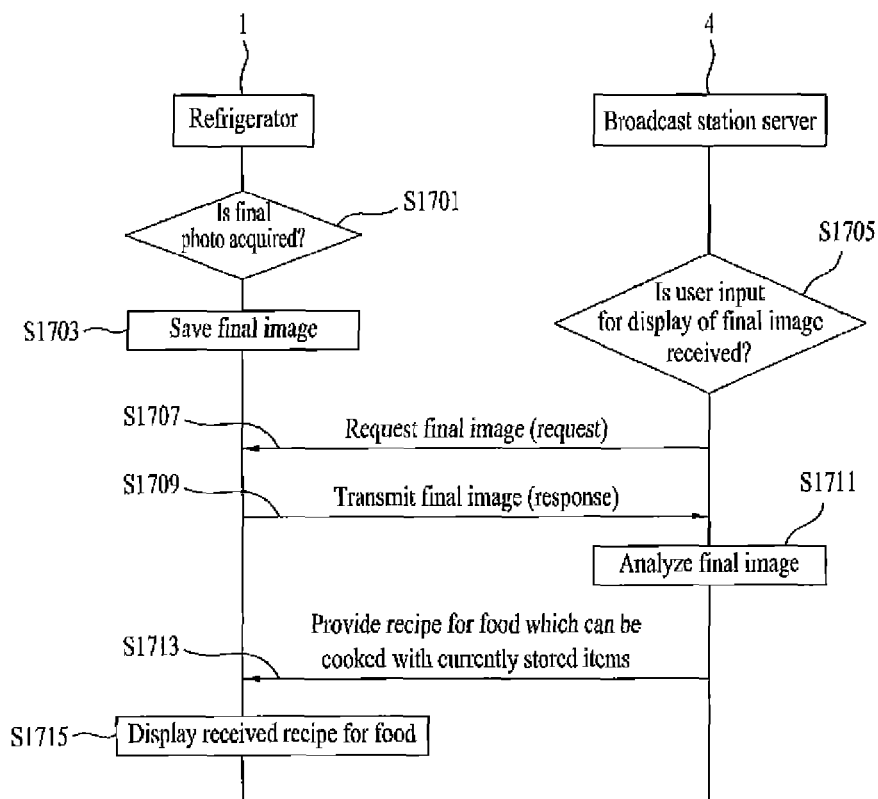 1
4
Refrigerator
Broadcast station server
S1701
Is final
photo acquired?
S1705
Is user input
for display of final image
received?
S1703
Save final image
S1707
Request final image (request)
S1709
Transmit final image (response)
S1711
Analyze final image
Provide recipe for food which can be
cooked with currently stored items
S1713
S1715
Display received recipe for food